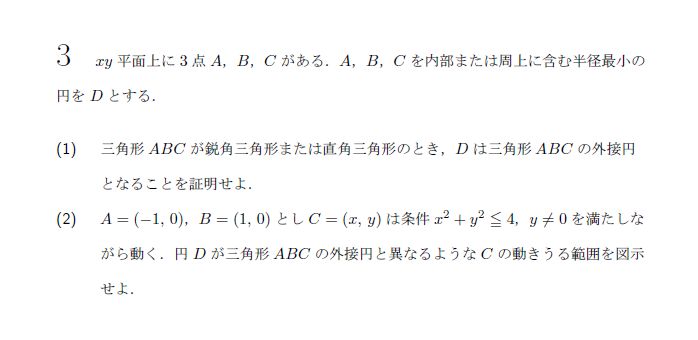 3 xy 平面上に 3 点 A，B，C がある．A，B，C を内部または周上に含む半径最小の
円を D とする．
(1) 三角形 ABC が鋭角三角形または直角三角形のとき，D は三角形 ABC の外接円
となることを証明せよ．
(2) A = (−1, 0)，B = (1, 0) とし C = (x, y) は条件 x² + y² ≦ 4，y ≠ 0 を満たしな
がら動く．円 D が三角形 ABC の外接円と異なるような C の動きうる範囲を図示
せよ．